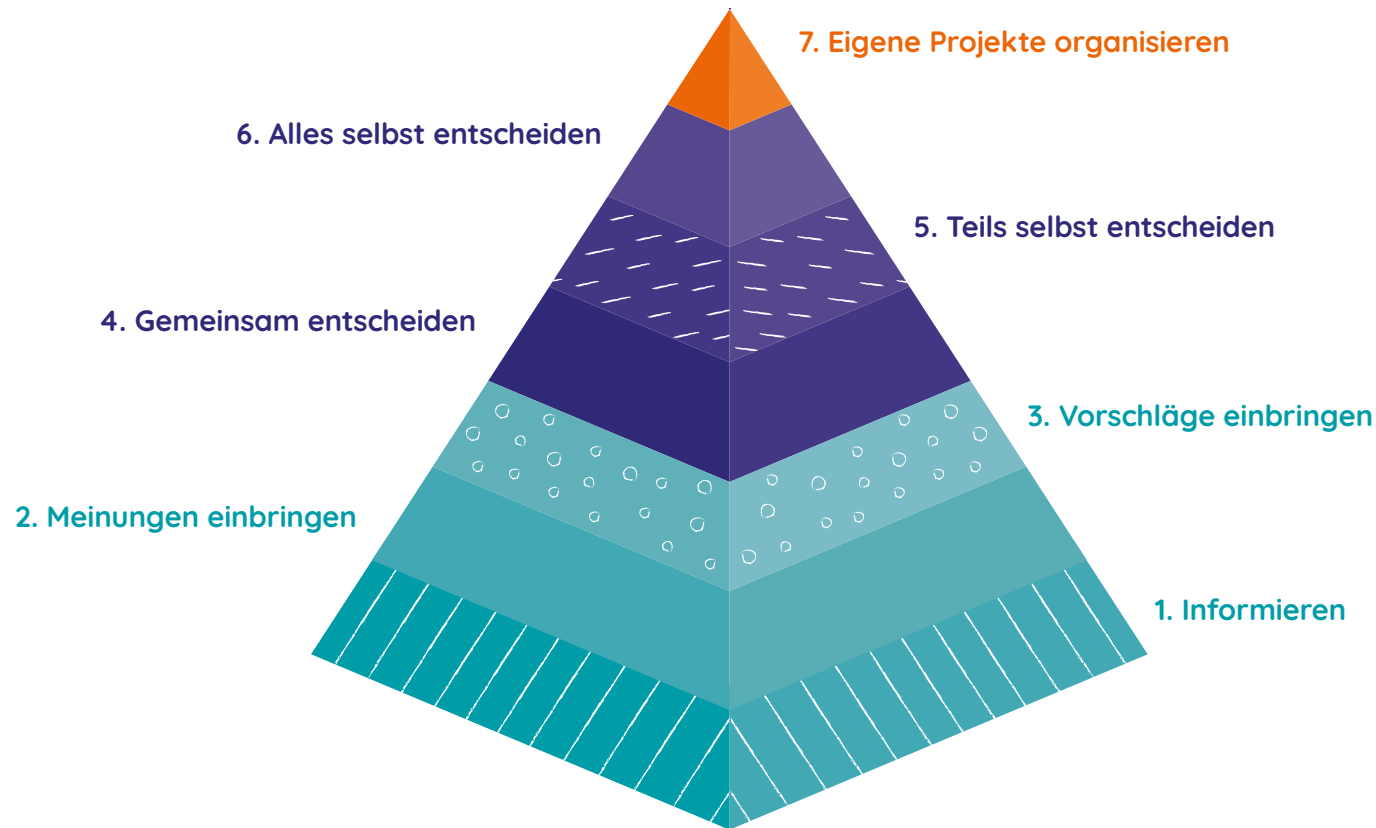 7. Eigene Projekte organisieren
6. Alles selbst entscheiden
5. Teils selbst entscheiden
4. Gemeinsam entscheiden
3. Vorschläge einbringen
2. Meinungen einbringen
1. Informieren